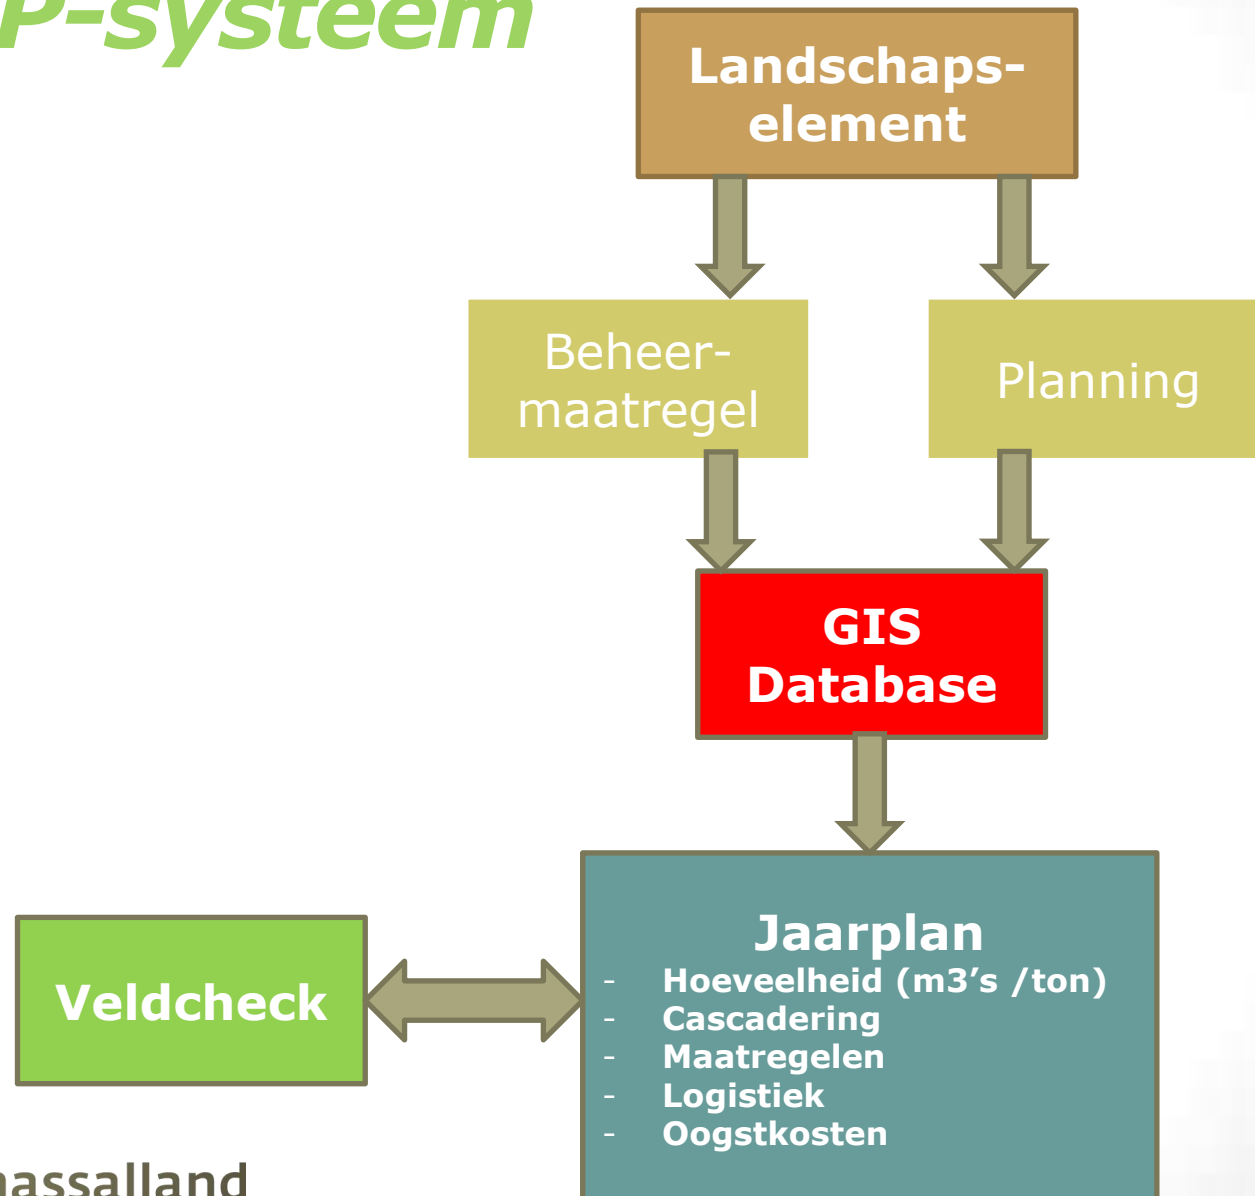 P-systeem
Landschaps-
element
Beheer-
maatregel
Planning
GIS
Database
Veldcheck
Jaarplan
- Hoeveelheid (m3’s /ton)
- Cascadering
- Maatregelen
- Logistiek
- Oogstkosten
assalland